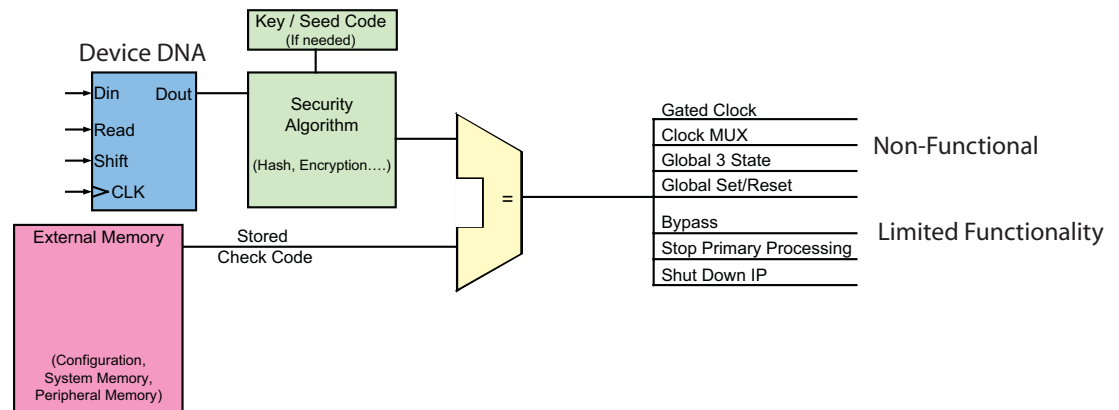 Key / Seed Code
(If needed)
Device DNA
Din
Dout
Read
Shift
CLK
Security
Algorithm
(Hash, Encryption....)
External Memory
(Configuration,
System Memory,
Peripheral Memory)
Stored
Check Code
=
Gated Clock
Clock MUX
Global 3 State
Global Set/Reset
Non-Functional
Bypass
Stop Primary Processing
Shut Down IP
Limited Functionality